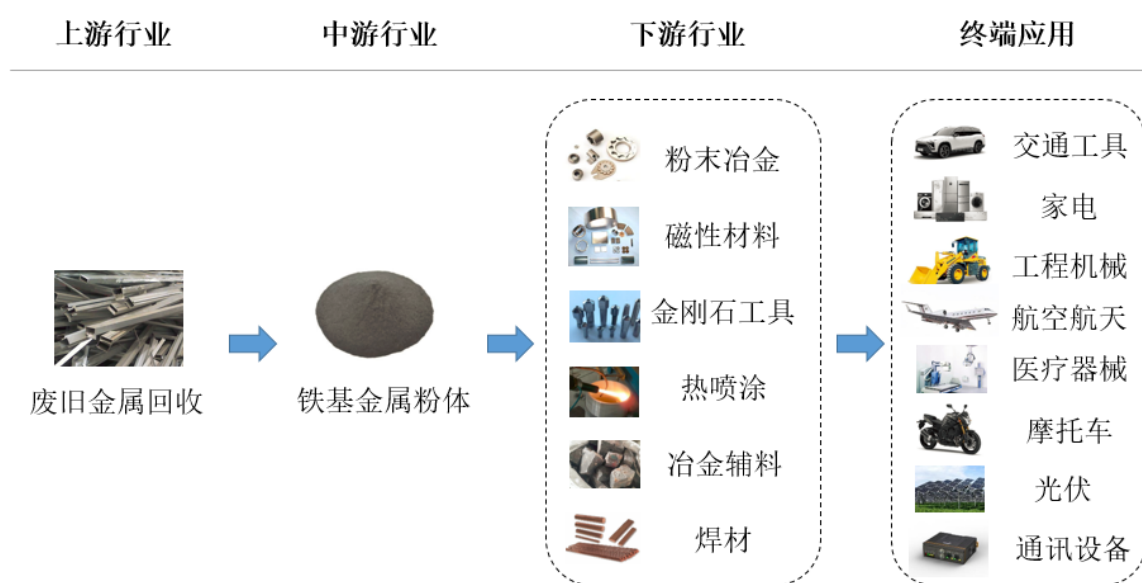 上游行业
中游行业
下游行业
终端应用
废旧金属回收
铁基金属粉体
粉末冶金
磁性材料
金刚石工具
热喷涂
冶金辅料
焊材
交通工具
家电
工程机械
航空航天
医疗器械
摩托车
光伏
通讯设备